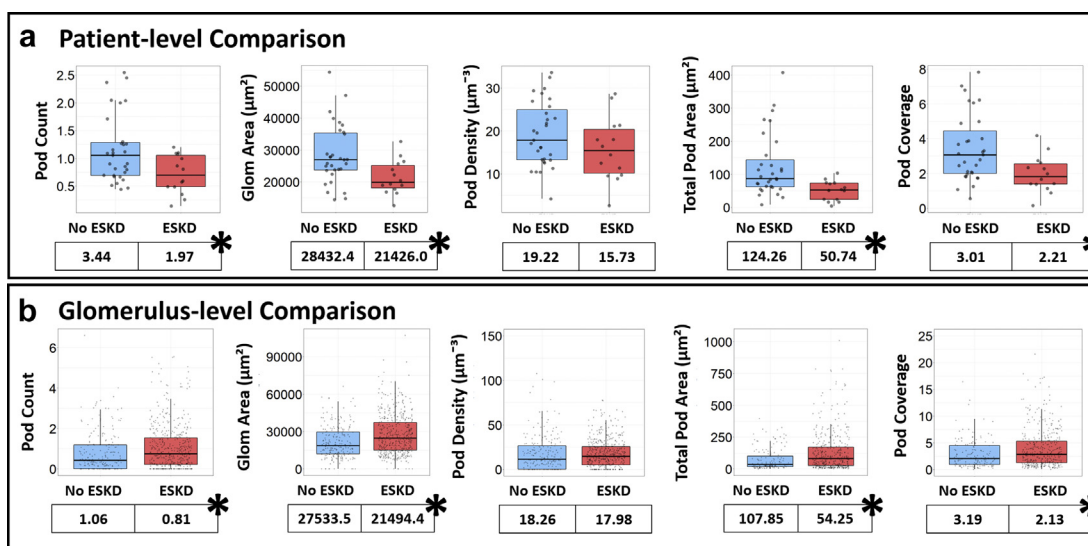 a Patient-level Comparison
Pod Count
2.5
2.0
1.5
1.0
0.5
No ESKD ESKD
3.44 1.97 *
Glom Area (µm²)
50000
40000
30000
20000
No ESKD ESKD
28432.4 21426.0 *
Pod Density (µm⁻³)
30
20
10
No ESKD ESKD
19.22 15.73
Total Pod Area (µm²)
400
300
200
100
0
No ESKD ESKD
124.26 50.74 *
Pod Coverage
8
6
4
2
0
No ESKD ESKD
3.01 2.21 *
b Glomerulus-level Comparison
Pod Count
6
4
2
0
No ESKD ESKD
1.06 0.81 *
Glom Area (µm²)
90000
60000
30000
0
No ESKD ESKD
27533.5 21494.4 *
Pod Density (µm⁻³)
150
100
50
0
No ESKD ESKD
18.26 17.98
Total Pod Area (µm²)
1000
750
500
250
0
No ESKD ESKD
107.85 54.25 *
Pod Coverage
25
20
15
10
5
0
No ESKD ESKD
3.19 2.13 *